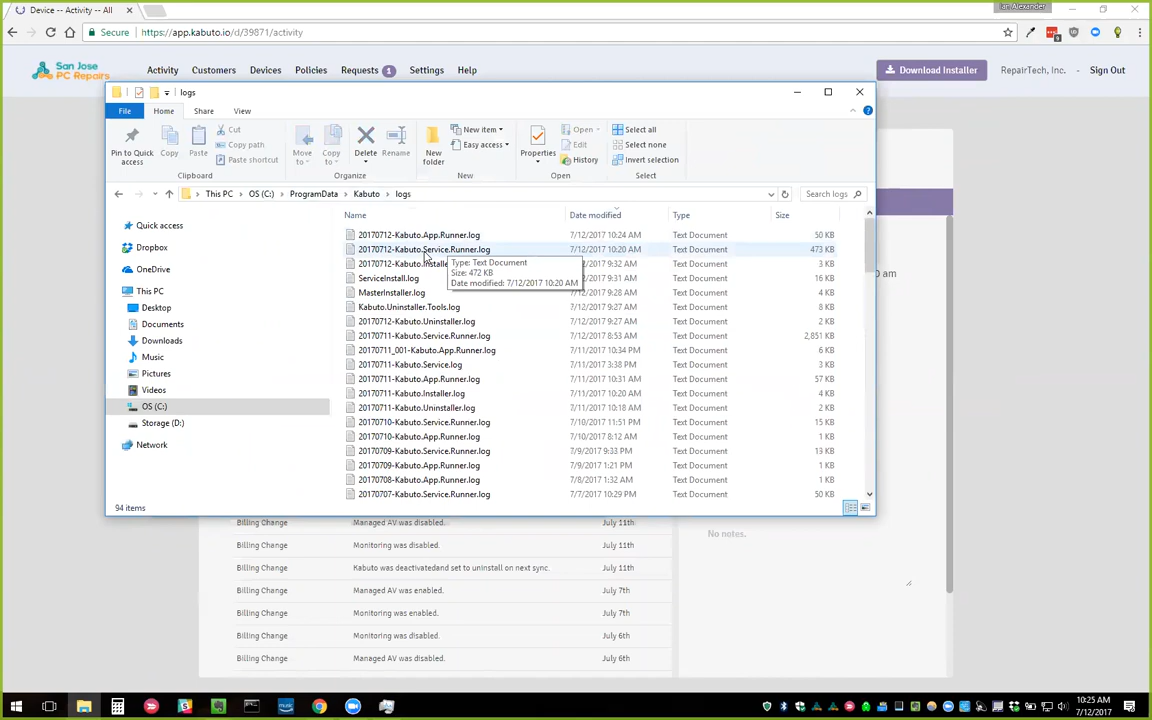 Device -- Activity -- All
Ian Alexander
Secure https://app.kabuto.io/d/39871/activity
San Jose
PC Repairs
Activity Customers Devices Policies Requests 1 Settings Help
Download Installer
RepairTech, Inc. Sign Out
logs
File Home Share View
Pin to Quick access
Copy
Paste
Cut
Copy path
Paste shortcut
Clipboard
Move to
Copy to
Delete
Rename
Organize
New folder
New item
Easy access
New
Properties
Open
Edit
History
Open
Select all
Select none
Invert selection
Select
This PC OS (C:) ProgramData Kabuto logs
Search logs
Name Date modified Type Size
Quick access
Dropbox
OneDrive
This PC
Desktop
Documents
Downloads
Music
Pictures
Videos
OS (C:)
Storage (D:)
Network
20170712-Kabuto.App.Runner.log 7/12/2017 10:24 AM Text Document 50 KB
20170712-Kabuto.Service.Runner.log 7/12/2017 10:20 AM Text Document 473 KB
20170712-Kabuto.Installe 7/12/2017 9:32 AM Text Document 3 KB
ServiceInstall.log 7/12/2017 9:31 AM Text Document 16 KB
MasterInstaller.log 7/12/2017 9:28 AM Text Document 4 KB
Kabuto.Uninstaller.Tools.log 7/12/2017 9:27 AM Text Document 8 KB
20170712-Kabuto.Uninstaller.log 7/12/2017 9:27 AM Text Document 2 KB
20170711-Kabuto.Service.Runner.log 7/12/2017 8:53 AM Text Document 2,851 KB
20170711_001-Kabuto.App.Runner.log 7/11/2017 10:34 PM Text Document 6 KB
20170711-Kabuto.Service.log 7/11/2017 3:38 PM Text Document 2 KB
20170711-Kabuto.App.Runner.log 7/11/2017 10:31 AM Text Document 57 KB
20170711-Kabuto.Installer.log 7/11/2017 10:20 AM Text Document 4 KB
20170711-Kabuto.Uninstaller.log 7/11/2017 10:18 AM Text Document 2 KB
20170710-Kabuto.Service.Runner.log 7/10/2017 11:51 PM Text Document 15 KB
20170710-Kabuto.App.Runner.log 7/10/2017 8:12 AM Text Document 1 KB
20170709-Kabuto.Service.Runner.log 7/9/2017 9:33 PM Text Document 13 KB
20170709-Kabuto.App.Runner.log 7/9/2017 1:21 PM Text Document 1 KB
20170708-Kabuto.App.Runner.log 7/8/2017 1:32 AM Text Document 1 KB
20170707-Kabuto.Service.Runner.log 7/7/2017 10:29 PM Text Document 50 KB
Type: Text Document
Size: 472 KB
Date modified: 7/12/2017 10:20 AM
am
94 items
Billing Change Managed AV was disabled. July 11th
Billing Change Monitoring was disabled. July 11th
Billing Change Kabuto was deactivatedand set to uninstall on next sync. July 11th
Billing Change Managed AV was enabled. July 7th
Billing Change Monitoring was enabled. July 7th
Billing Change Monitoring was disabled. July 6th
Billing Change Managed AV was disabled. July 6th
No notes.
10:25 AM
7/12/2017